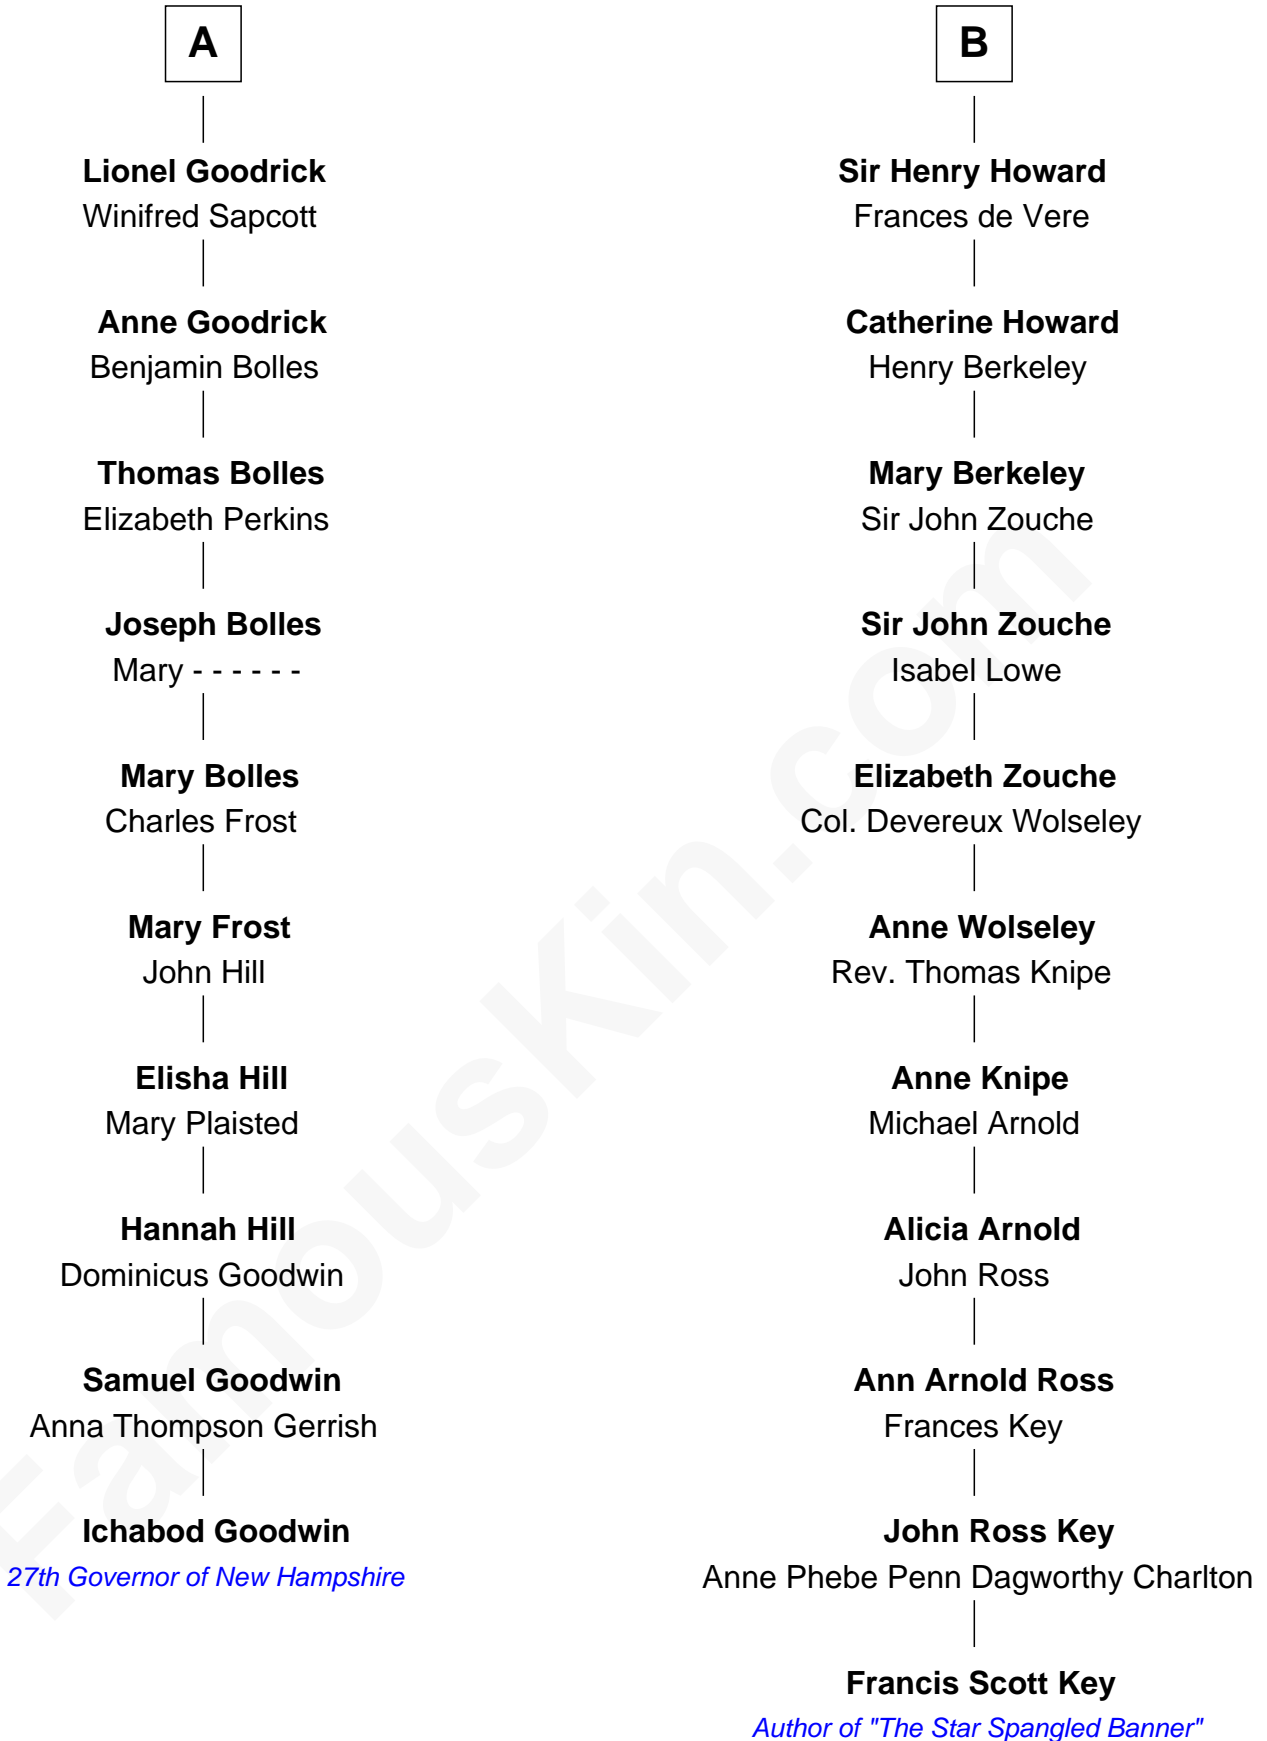 A
Lionel Goodrick
Winifred Sapcott
Anne Goodrick
Benjamin Bolles
Thomas Bolles
Elizabeth Perkins
Joseph Bolles
Mary - - - - - -
Mary Bolles
Charles Frost
Mary Frost
John Hill
Elisha Hill
Mary Plaisted
Hannah Hill
Dominicus Goodwin
Samuel Goodwin
Anna Thompson Gerrish
Ichabod Goodwin
27th Governor of New Hampshire
B
Sir Henry Howard
Frances de Vere
Catherine Howard
Henry Berkeley
Mary Berkeley
Sir John Zouche
Sir John Zouche
Isabel Lowe
Elizabeth Zouche
Col. Devereux Wolseley
Anne Wolseley
Rev. Thomas Knipe
Anne Knipe
Michael Arnold
Alicia Arnold
John Ross
Ann Arnold Ross
Frances Key
John Ross Key
Anne Phebe Penn Dagworthy Charlton
Francis Scott Key
Author of "The Star Spangled Banner"
FamousKin.com